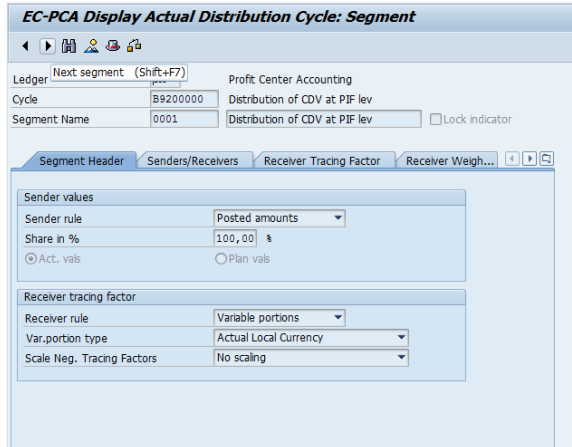 EC-PCA Display Actual Distribution Cycle: Segment
Next segment (Shift+F7)
Ledger Profit Center Accounting
Cycle B9200000 Distribution of CDV at PIF lev
Segment Name 0001 Distribution of CDV at PIF lev Lock indicator
Segment Header Senders/Receivers Receiver Tracing Factor Receiver Weigh...
Sender values
Sender rule Posted amounts
Share in % 100,00 %
Act. vals Plan vals
Receiver tracing factor
Receiver rule Variable portions
Var.portion type Actual Local Currency
Scale Neg. Tracing Factors No scaling